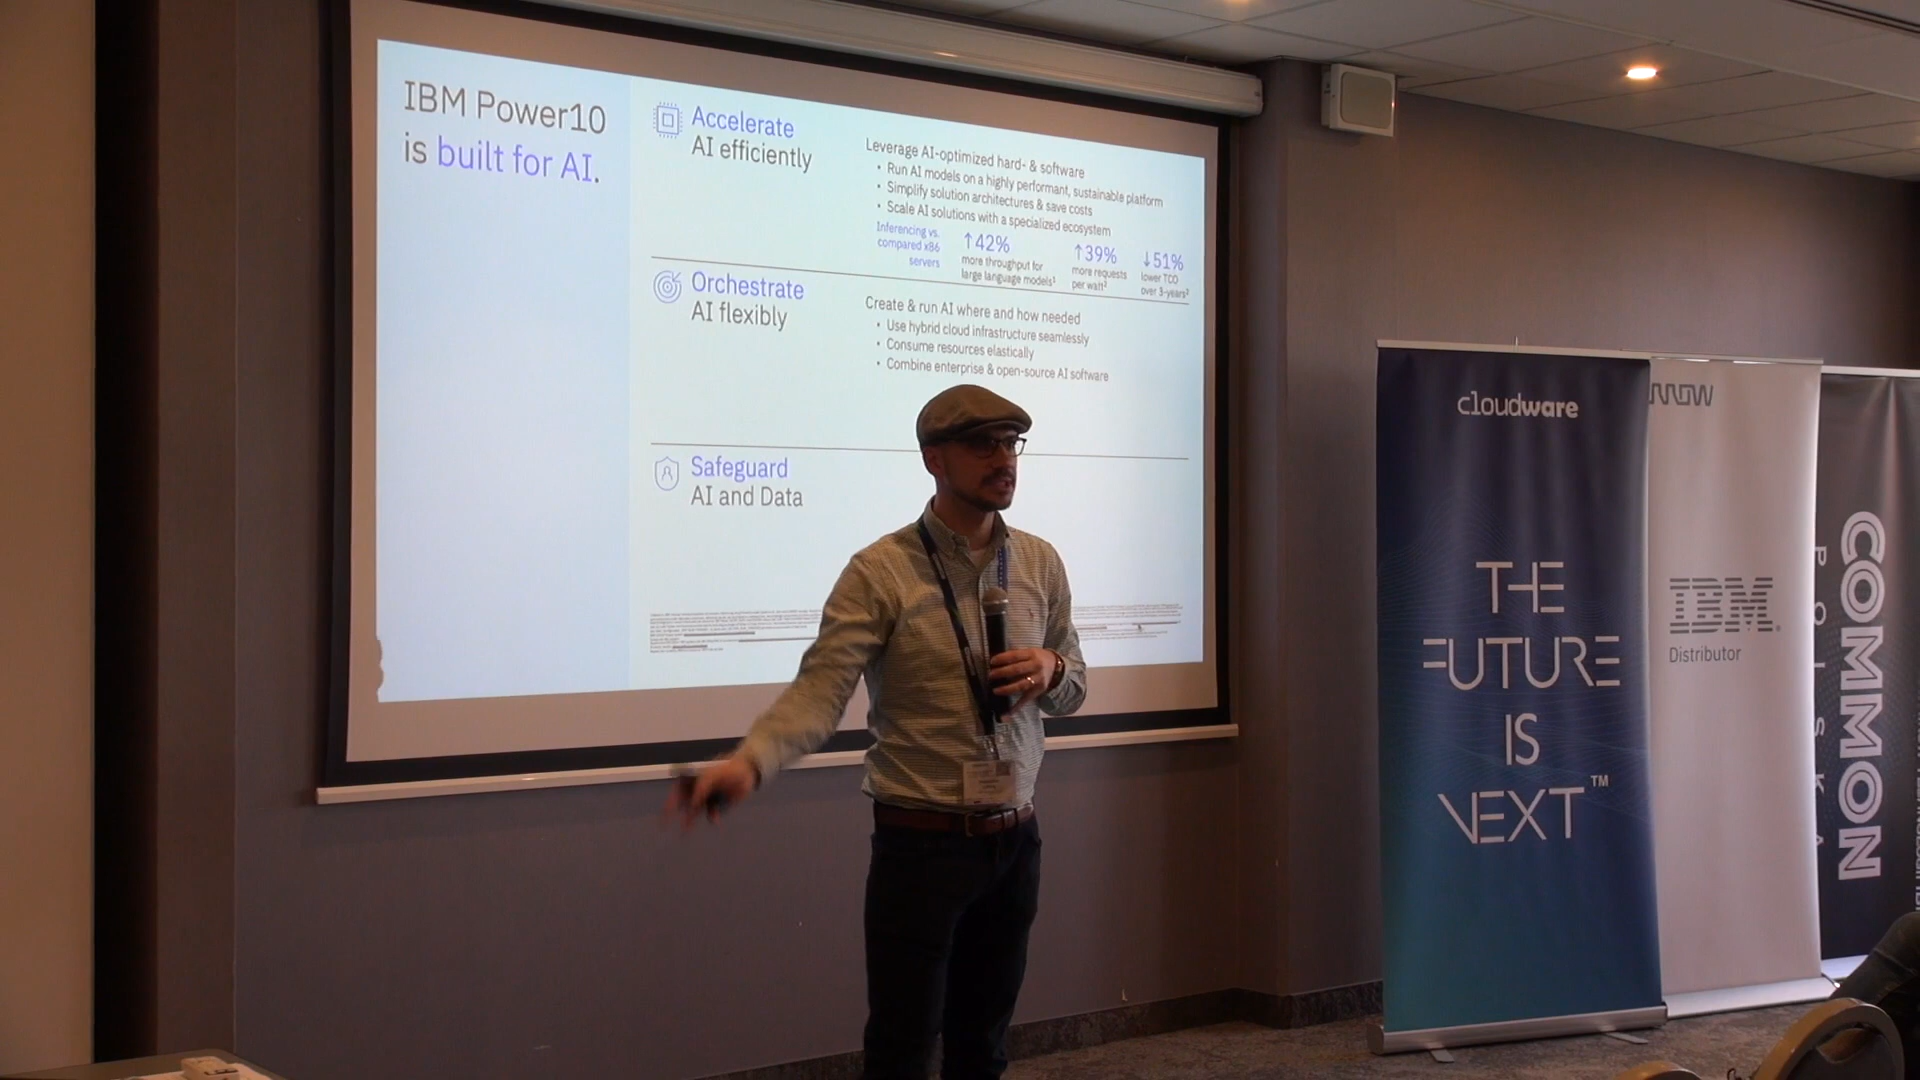 IBM Power10
is built for AI.
Accelerate
AI efficiently
Leverage AI-optimized hard- & software
• Run AI models on a highly performant, sustainable platform
• Simplify solution architectures & save costs
• Scale AI solutions with a specialized ecosystem
Inferencing vs.
compared x86
servers
↑42%
more throughput for
large language models¹
↑39%
more requests
per watt²
↓51%
lower TCO
over 3-years²
Orchestrate
AI flexibly
Create & run AI where and how needed
• Use hybrid cloud infrastructure seamlessly
• Consume resources elastically
• Combine enterprise & open-source AI software
Safeguard
AI and Data
cloudware
THE
FUTURE
IS
NEXT™
IBM®
Distributor
COMMON
POLSKA